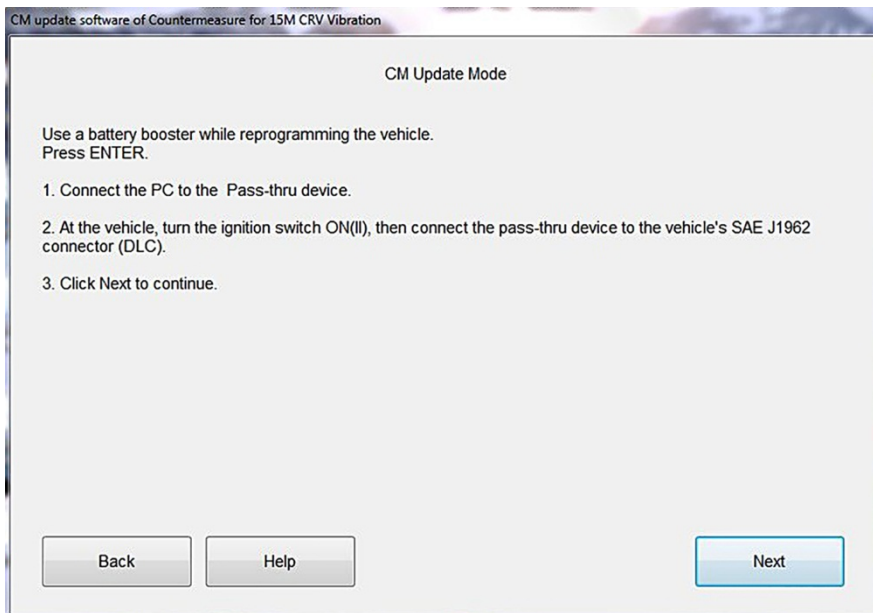 CM update software of Countermeasure for 15M CRV Vibration
CM Update Mode
Use a battery booster while reprogramming the vehicle.
Press ENTER.
1. Connect the PC to the Pass-thru device.
2. At the vehicle, turn the ignition switch ON(II), then connect the pass-thru device to the vehicle's SAE J1962
connector (DLC).
3. Click Next to continue.
Back
Help
Next